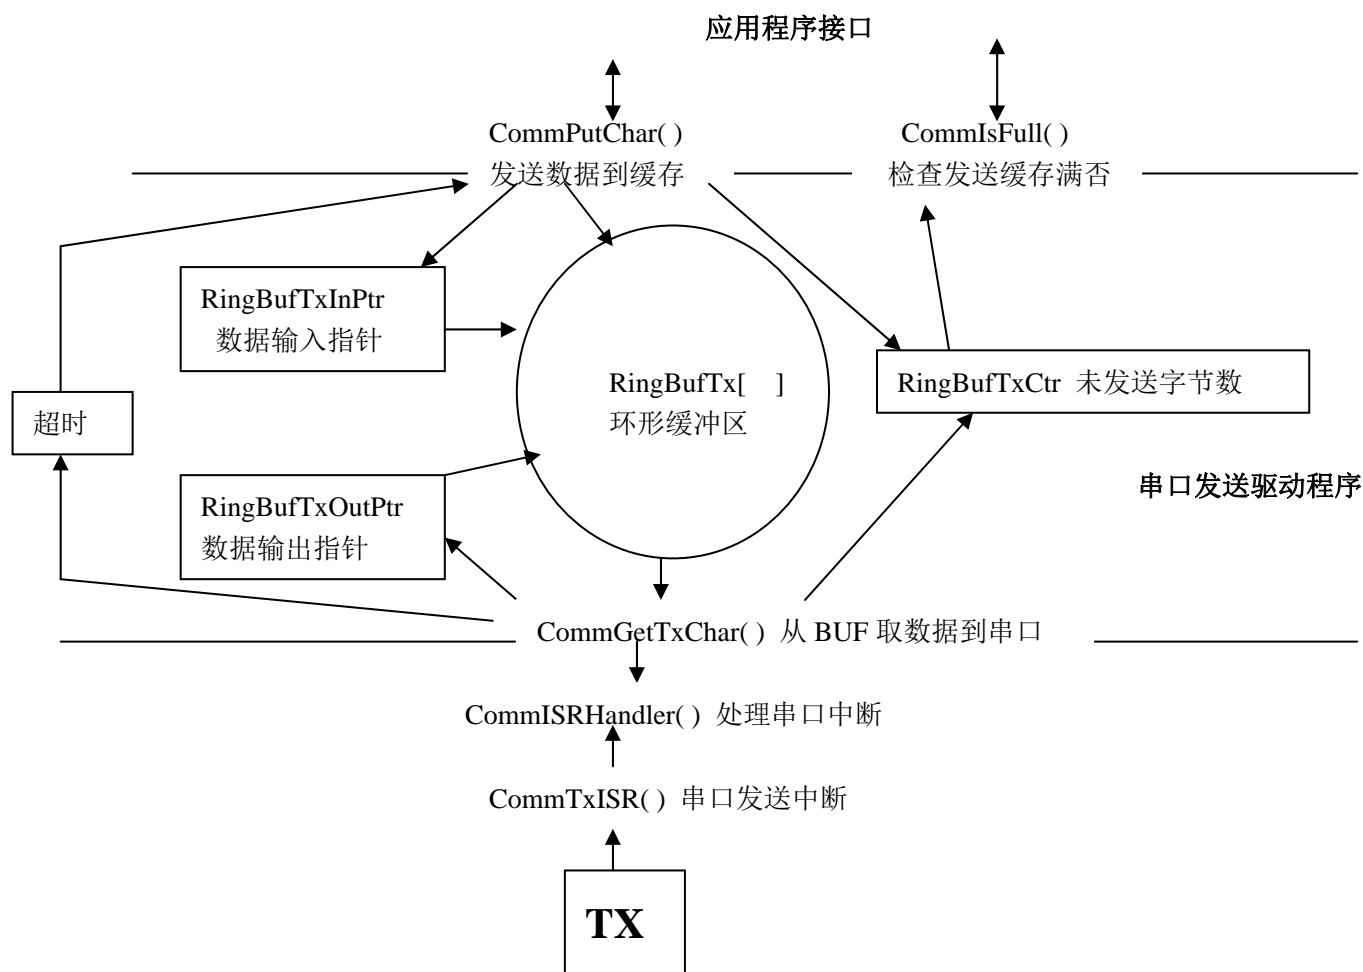 应用程序接口
CommPutChar( )
发送数据到缓存
CommIsFull( )
检查发送缓存满否
RingBufTxInPtr
数据输入指针
RingBufTx[ ]
环形缓冲区
RingBufTxCtr 未发送字节数
超时
串口发送驱动程序
RingBufTxOutPtr
数据输出指针
CommGetTxChar( ) 从 BUF 取数据到串口
CommISRHandler( ) 处理串口中断
CommTxISR( ) 串口发送中断
TX